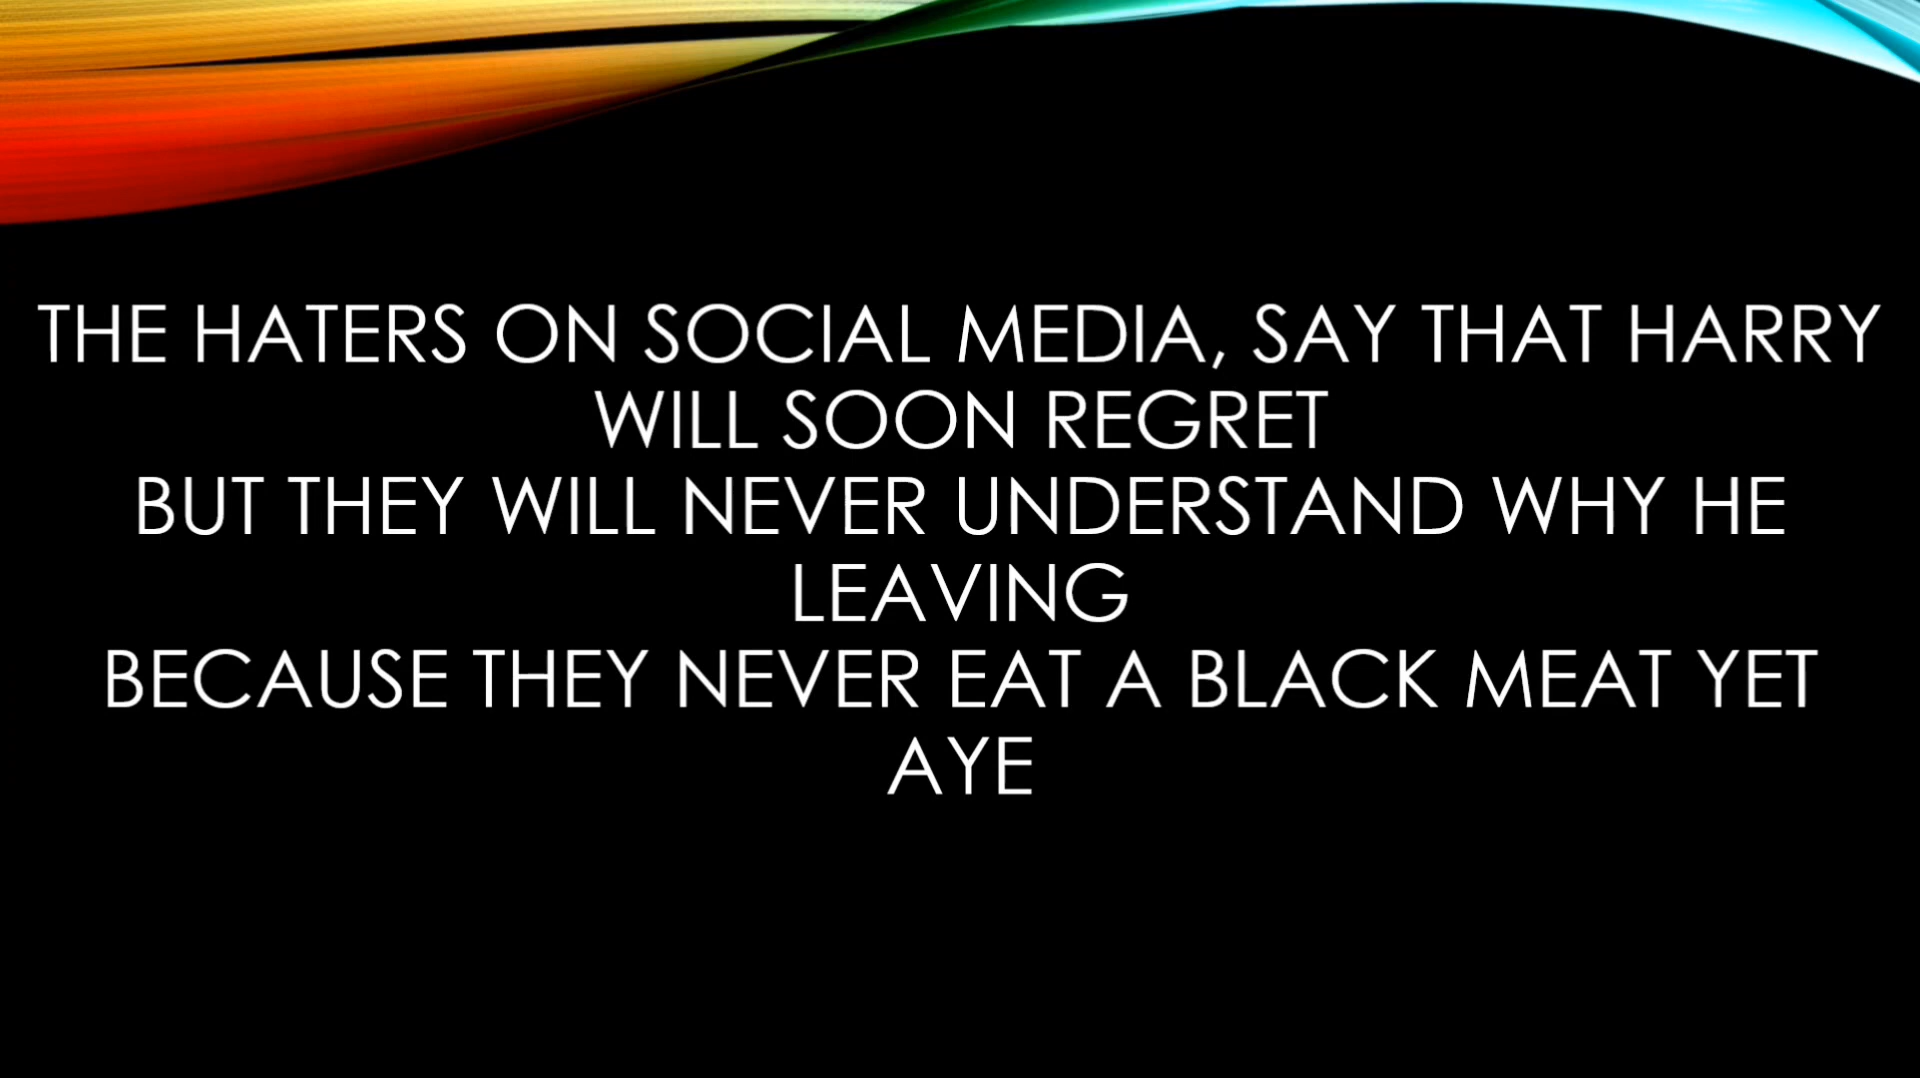 THE HATERS ON SOCIAL MEDIA, SAY THAT HARRY
WILL SOON REGRET
BUT THEY WILL NEVER UNDERSTAND WHY HE
LEAVING
BECAUSE THEY NEVER EAT A BLACK MEAT YET
AYE